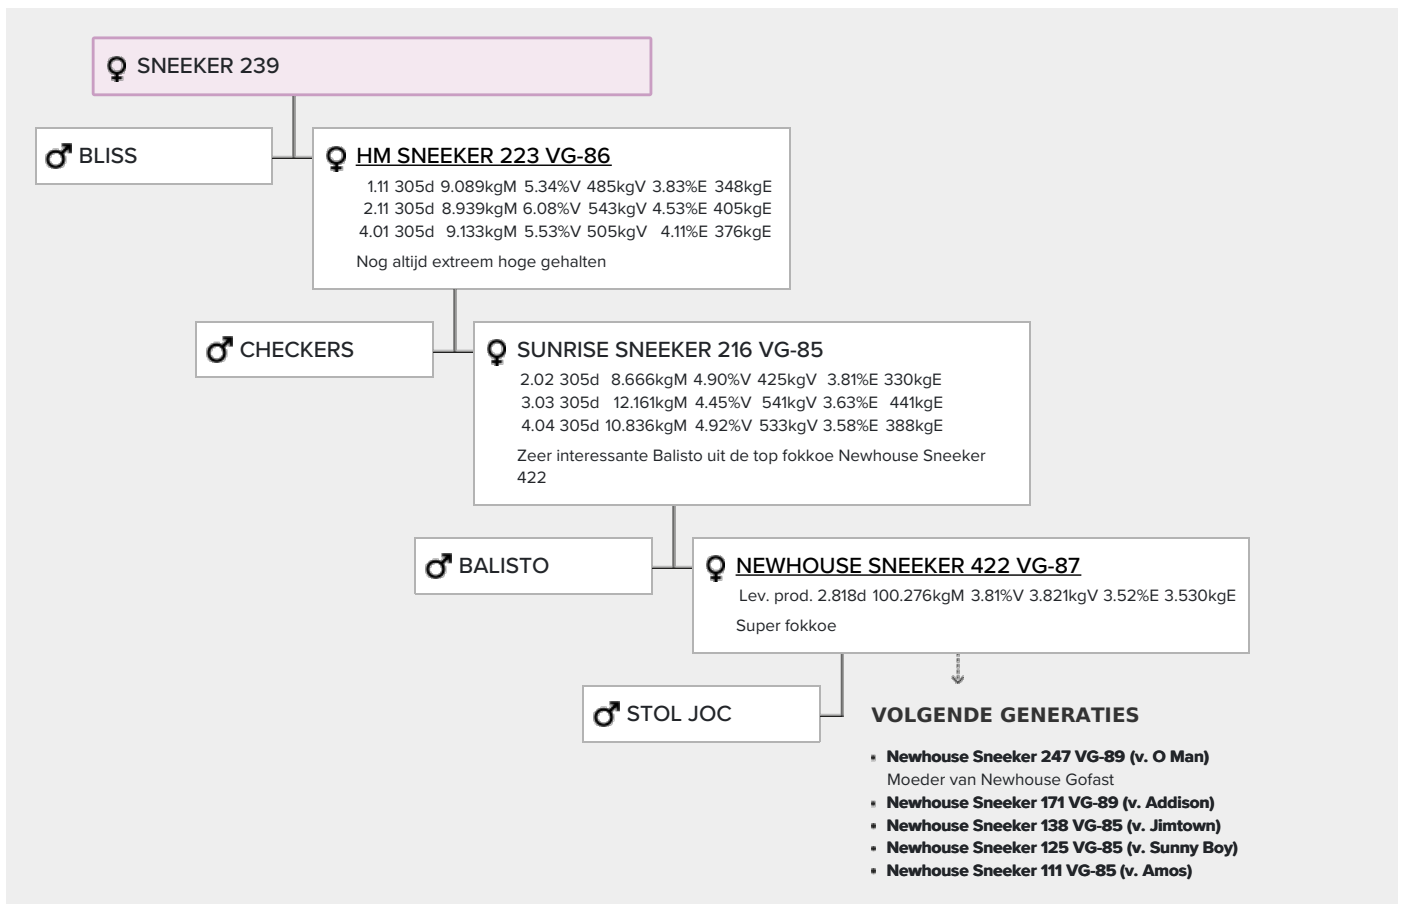 SNEEKER 239
BLISS
HM SNEEKER 223 VG-86
1.11 305d 9.089kgM 5.34%V 485kgV 3.83%E 348kgE
2.11 305d 8.939kgM 6.08%V 543kgV 4.53%E 405kgE
4.01 305d 9.133kgM 5.53%V 505kgV 4.11%E 376kgE
Nog altijd extreem hoge gehalten
CHECKERS
SUNRISE SNEEKER 216 VG-85
2.02 305d 8.666kgM 4.90%V 425kgV 3.81%E 330kgE
3.03 305d 12.161kgM 4.45%V 541kgV 3.63%E 441kgE
4.04 305d 10.836kgM 4.92%V 533kgV 3.58%E 388kgE
Zeer interessante Balisto uit de top fokkoe Newhouse Sneeker
422
BALISTO
NEWHOUSE SNEEKER 422 VG-87
Lev. prod. 2.818d 100.276kgM 3.81%V 3.821kgV 3.52%E 3.530kgE
Super fokkoe
STOL JOC
VOLGENDE GENERATIES
Newhouse Sneeker 247 VG-89 (v. O Man)
Moeder van Newhouse Gofast
Newhouse Sneeker 171 VG-89 (v. Addison)
Newhouse Sneeker 138 VG-85 (v. Jimtown)
Newhouse Sneeker 125 VG-85 (v. Sunny Boy)
Newhouse Sneeker 111 VG-85 (v. Amos)